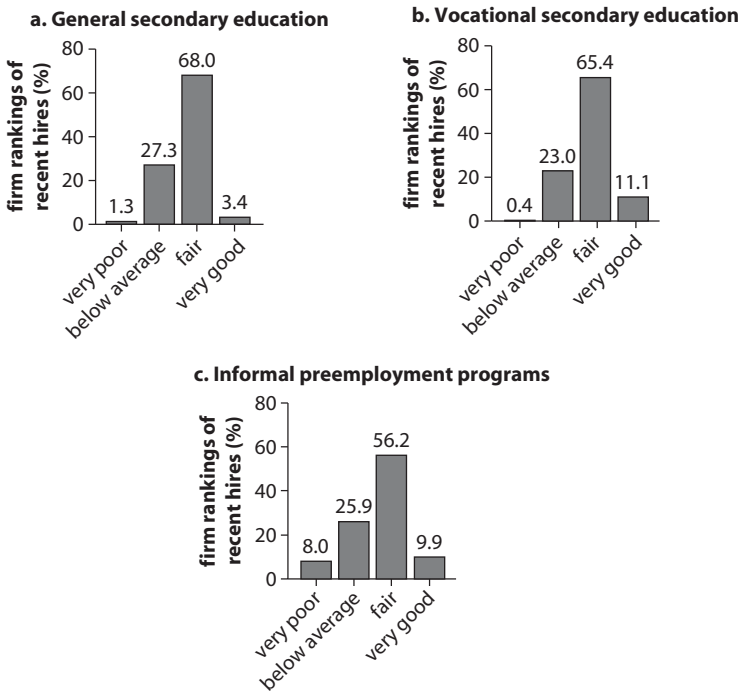 a. General secondary education
firm rankings of
recent hires (%)
80
60
40
20
0
1.3
27.3
68.0
3.4
very poor
below average
fair
very good
b. Vocational secondary education
firm rankings of
recent hires (%)
80
60
40
20
0
0.4
23.0
65.4
11.1
very poor
below average
fair
very good
c. Informal preemployment programs
firm rankings of
recent hires (%)
80
60
40
20
0
8.0
25.9
56.2
9.9
very poor
below average
fair
very good